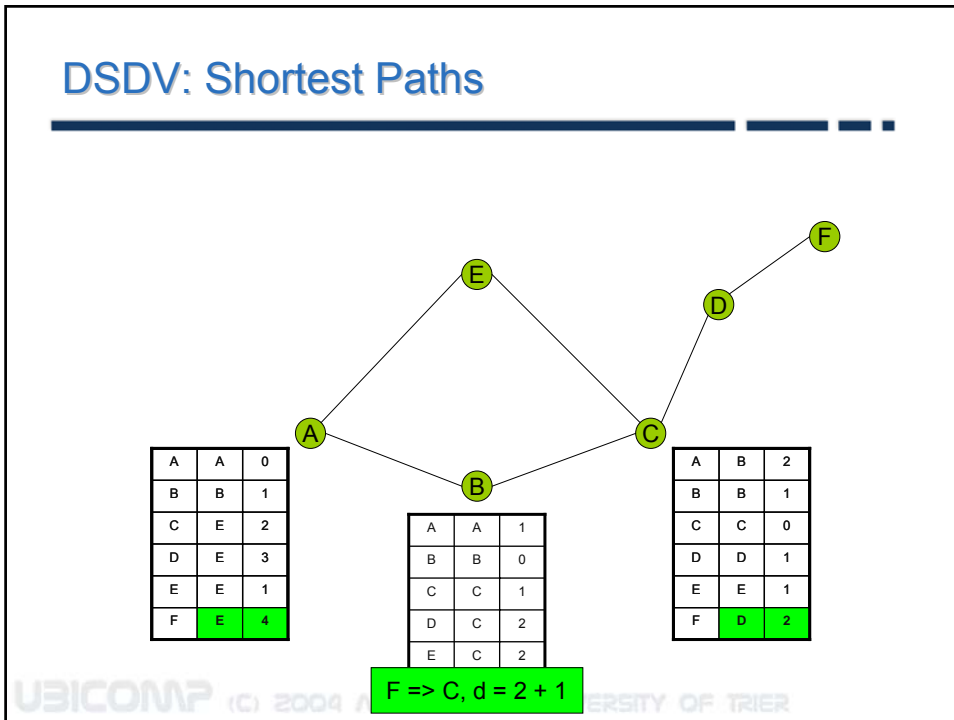 DSDV: Shortest Paths
F
E
D
A
C
B
A A 0
B B 1
C E 2
D E 3
E E 1
F E 4
A A 1
B B 0
C C 1
D C 2
E C 2
A B 2
B B 1
C C 0
D D 1
E E 1
F D 2
F => C, d = 2 + 1
UBICOMP (C) 2004 OF TRIER